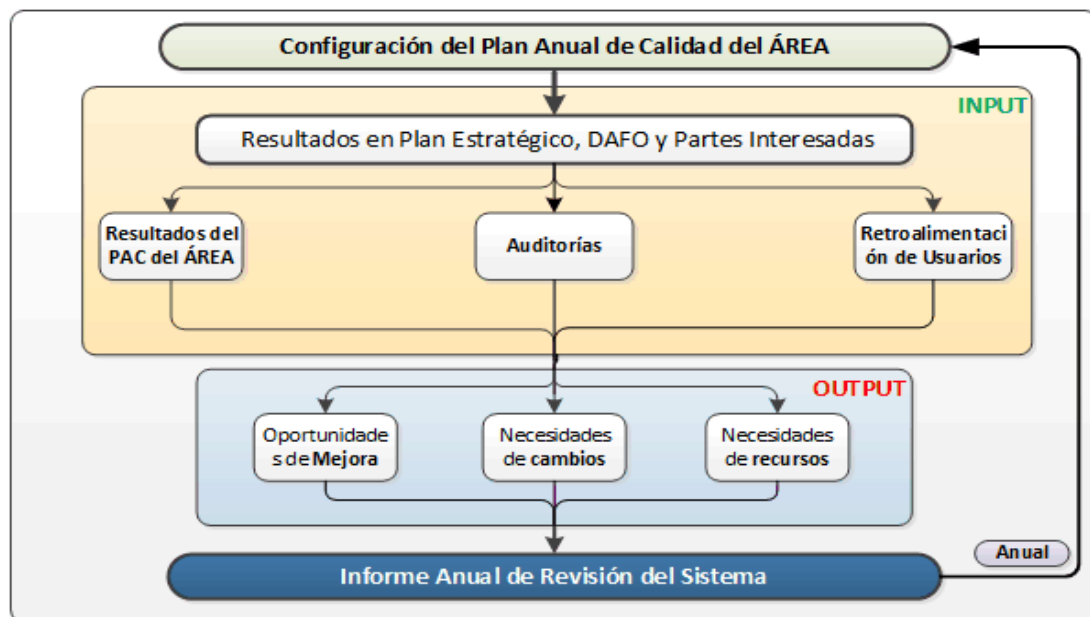 Configuración del Plan Anual de Calidad del ÁREA
INPUT
Resultados en Plan Estratégico, DAFO y Partes Interesadas
Resultados del
PAC del ÁREA
Auditorías
Retroalimentaci
ón de Usuarios
OUTPUT
Oportunidade
s de Mejora
Necesidades
de cambios
Necesidades
de recursos
Anual
Informe Anual de Revisión del Sistema